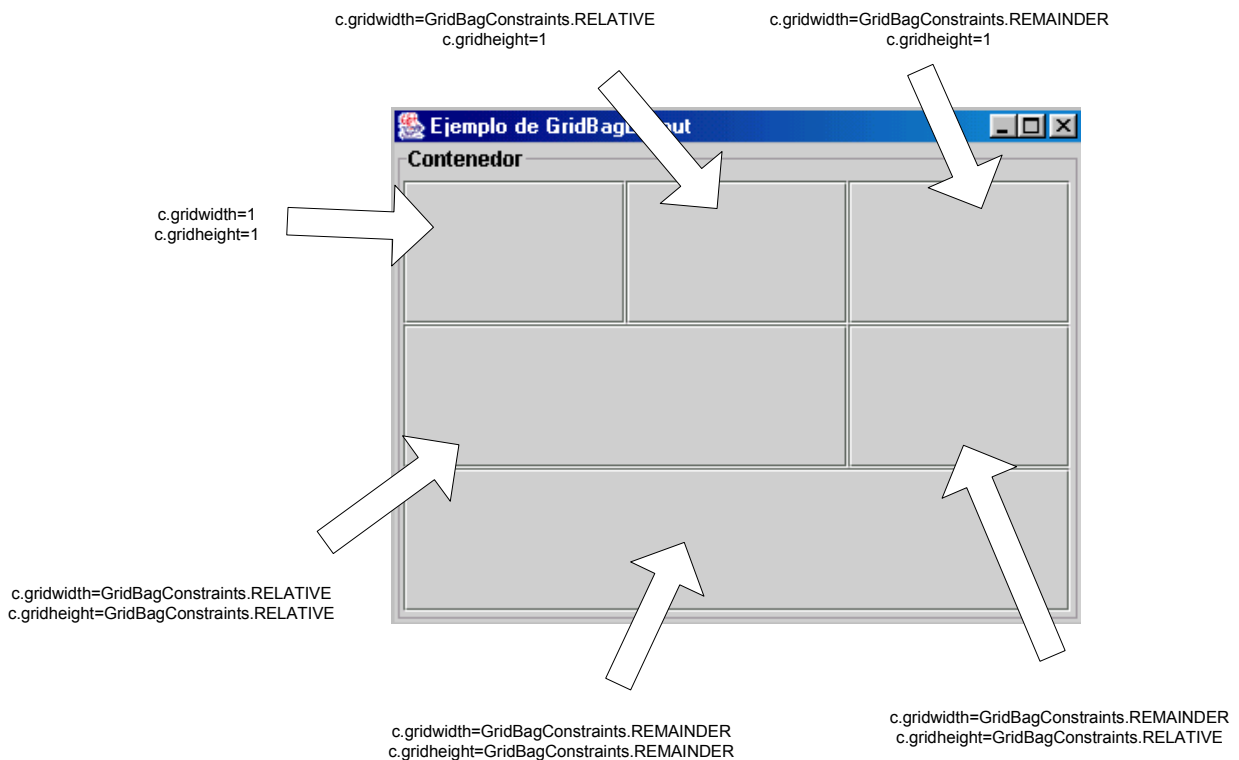 c.gridwidth=GridBagConstraints.RELATIVE
c.gridheight=1
c.gridwidth=GridBagConstraints.REMAINDER
c.gridheight=1
Ejemplo de GridBag ut
Contenedor
c.gridwidth=1
c.gridheight=1
c.gridwidth=GridBagConstraints.RELATIVE
c.gridheight=GridBagConstraints.RELATIVE
c.gridwidth=GridBagConstraints.REMAINDER
c.gridheight=GridBagConstraints.REMAINDER
c.gridwidth=GridBagConstraints.REMAINDER
c.gridheight=GridBagConstraints.RELATIVE